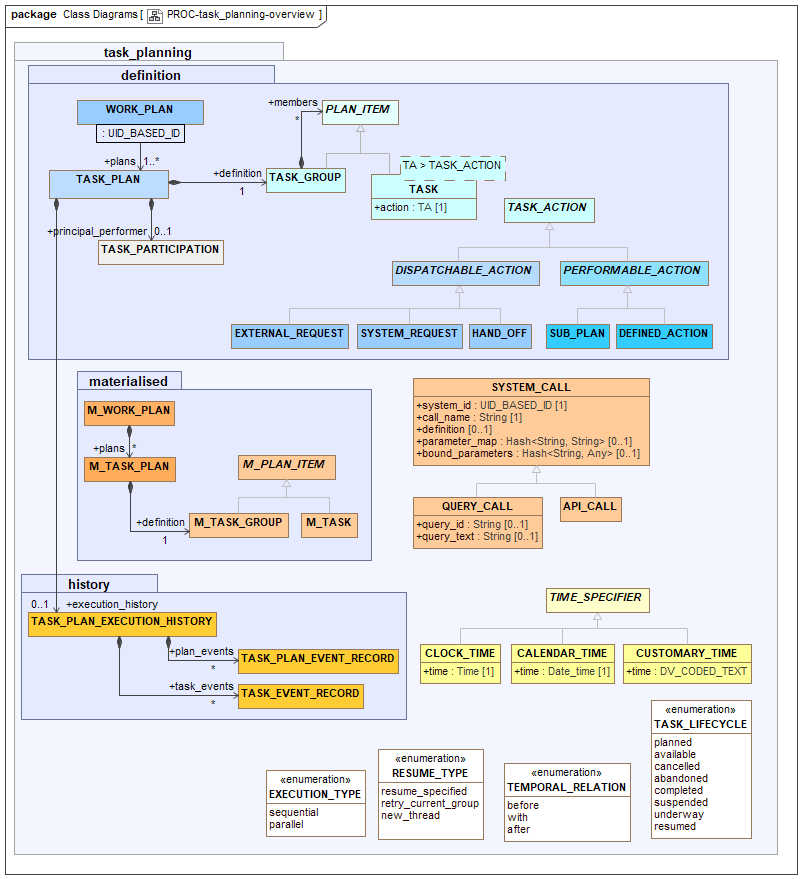 package Class Diagrams [ PROC-task_planning-overview ]
task_planning
definition
WORK_PLAN
: UID_BASED_ID
+plans 1..*
TASK_PLAN
+definition
1
+members
*
PLAN_ITEM
TASK_GROUP
TA > TASK_ACTION
TASK
+action : TA [1]
TASK_ACTION
+principal_performer 0..1
TASK_PARTICIPATION
DISPATCHABLE_ACTION
PERFORMABLE_ACTION
EXTERNAL_REQUEST
SYSTEM_REQUEST
HAND_OFF
SUB_PLAN
DEFINED_ACTION
materialised
M_WORK_PLAN
+plans *
M_TASK_PLAN
M_PLAN_ITEM
+definition
1
M_TASK_GROUP
M_TASK
SYSTEM_CALL
+system_id : UID_BASED_ID [1]
+call_name : String [1]
+definition [0..1]
+parameter_map : Hash<String, String> [0..1]
+bound_parameters : Hash<String, Any> [0..1]
QUERY_CALL
+query_id : String [0..1]
+query_text : String [0..1]
API_CALL
history
0..1 +execution_history
TASK_PLAN_EXECUTION_HISTORY
+plan_events
*
TASK_PLAN_EVENT_RECORD
+task_events
*
TASK_EVENT_RECORD
TIME_SPECIFIER
CLOCK_TIME
+time : Time [1]
CALENDAR_TIME
+time : Date_time [1]
CUSTOMARY_TIME
+time : DV_CODED_TEXT
«enumeration»
EXECUTION_TYPE
sequential
parallel
«enumeration»
RESUME_TYPE
resume_specified
retry_current_group
new_thread
«enumeration»
TEMPORAL_RELATION
before
with
after
«enumeration»
TASK_LIFECYCLE
planned
available
cancelled
abandoned
completed
suspended
underway
resumed